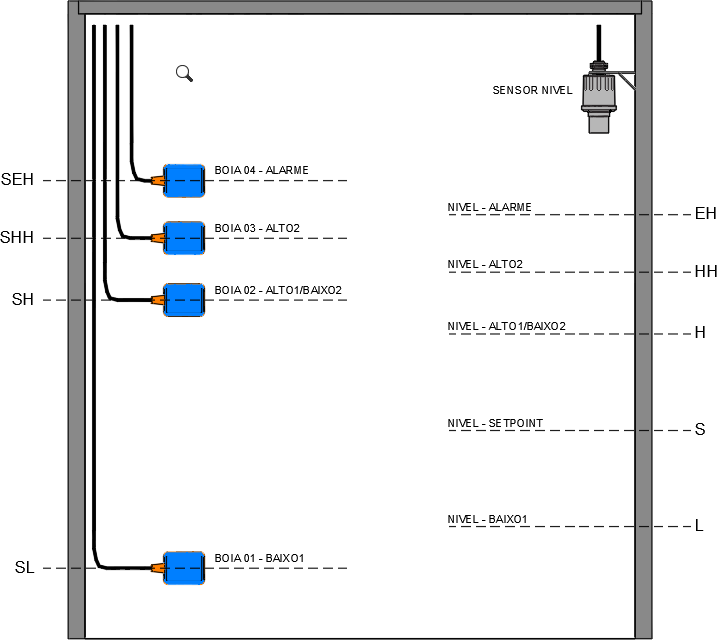 SENSOR NIVEL
SEH
BOIA 04 - ALARME
NIVEL - ALARME
EH
SHH
BOIA 03 - ALTO2
NIVEL - ALTO2
HH
SH
BOIA 02 - ALTO1/BAIXO2
NIVEL - ALTO1/BAIXO2
H
NIVEL - SETPOINT
S
NIVEL - BAIXO1
L
SL
BOIA 01 - BAIXO1